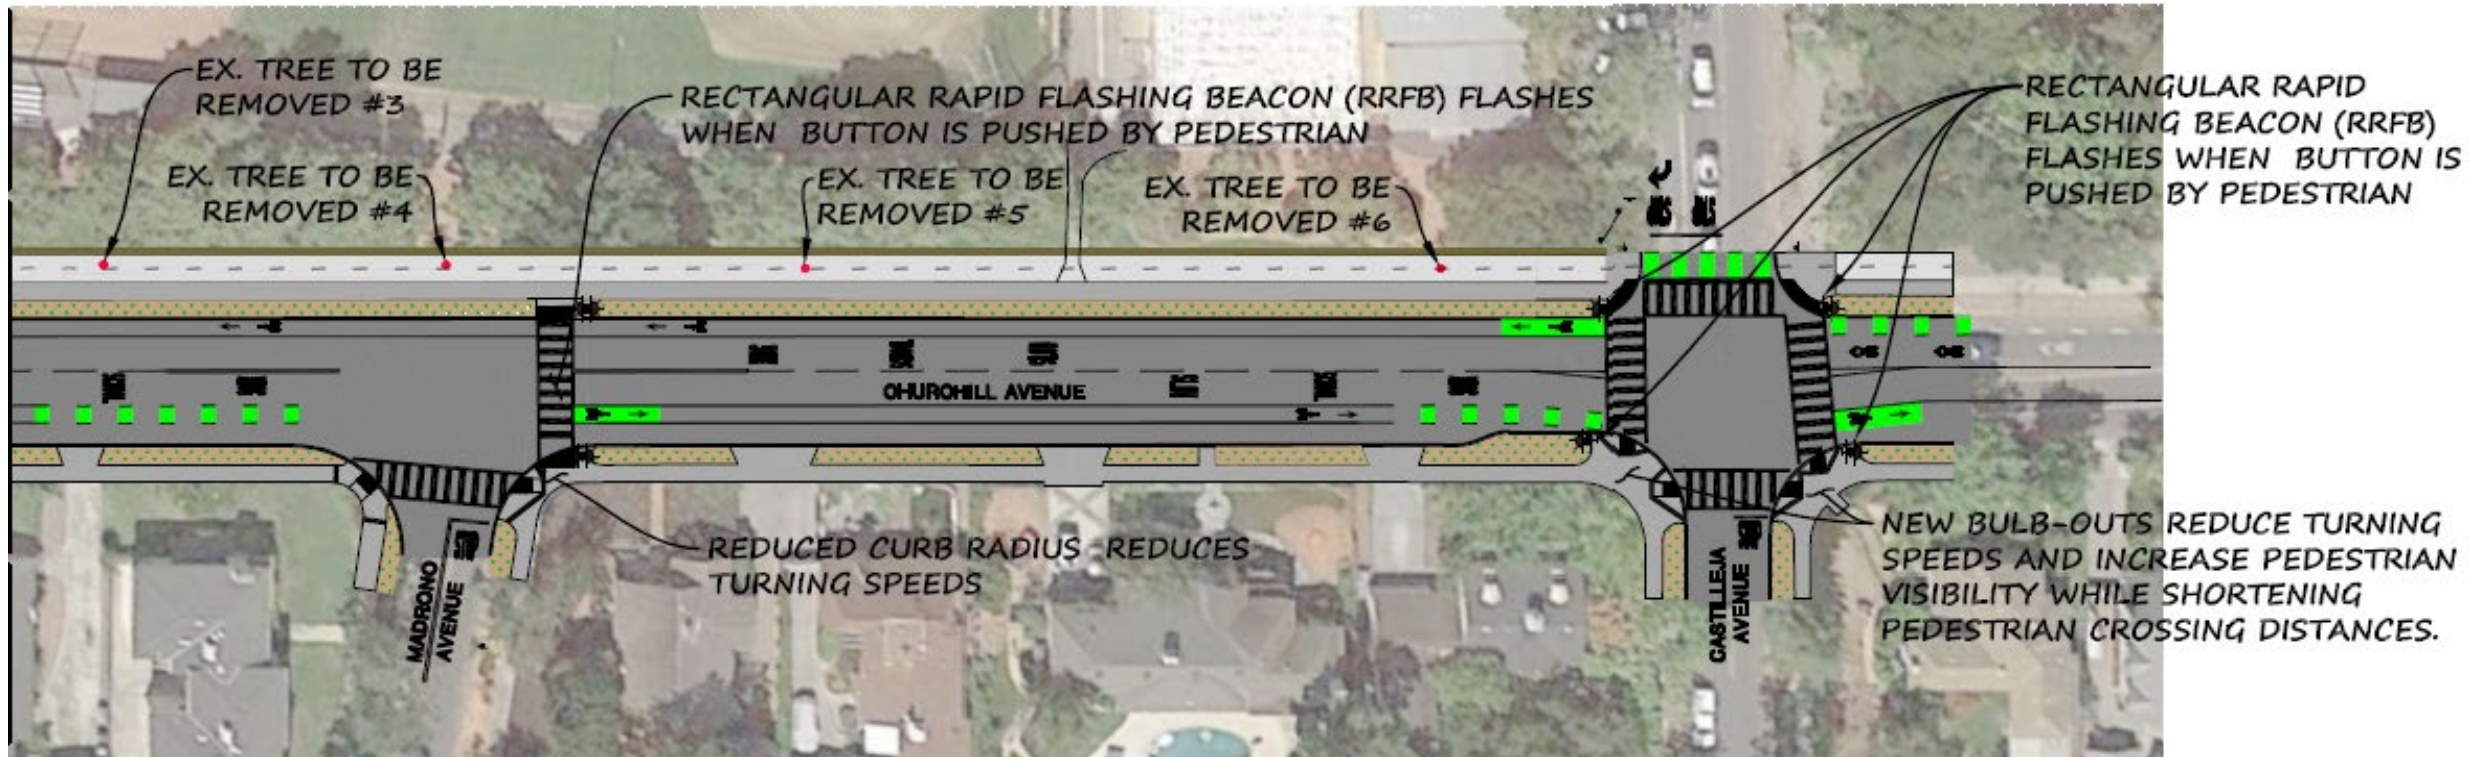 EX. TREE TO BE
REMOVED #3
RECTANGULAR RAPID FLASHING BEACON (RRFB) FLASHES
WHEN BUTTON IS PUSHED BY PEDESTRIAN
RECTANGULAR RAPID
FLASHING BEACON (RRFB)
FLASHES WHEN BUTTON IS
PUSHED BY PEDESTRIAN
EX. TREE TO BE
REMOVED #4
EX. TREE TO BE
REMOVED #5
EX. TREE TO BE
REMOVED #6
CHURCHILL AVENUE
REDUCED CURB RADIUS REDUCES
TURNING SPEEDS
MADRONO
AVENUE
CASTILLEJA
AVENUE
NEW BULB-OUTS REDUCE TURNING
SPEEDS AND INCREASE PEDESTRIAN
VISIBILITY WHILE SHORTENING
PEDESTRIAN CROSSING DISTANCES.